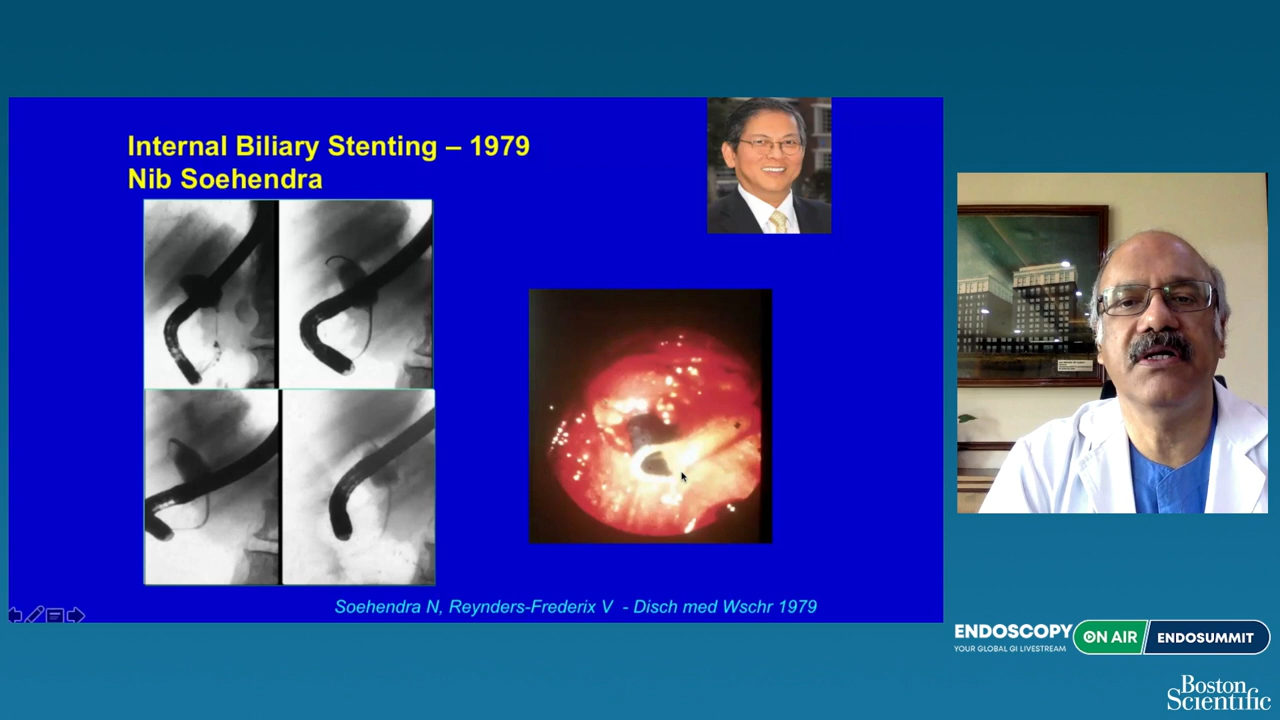 Internal Biliary Stenting – 1979
Nib Soehendra
Soehendra N, Reynders-Frederix V - Disch med Wschr 1979
ENDOSCOPY
YOUR GLOBAL GI LIVESTREAM
ON AIR
ENDOSUMMIT
Boston
Scientific